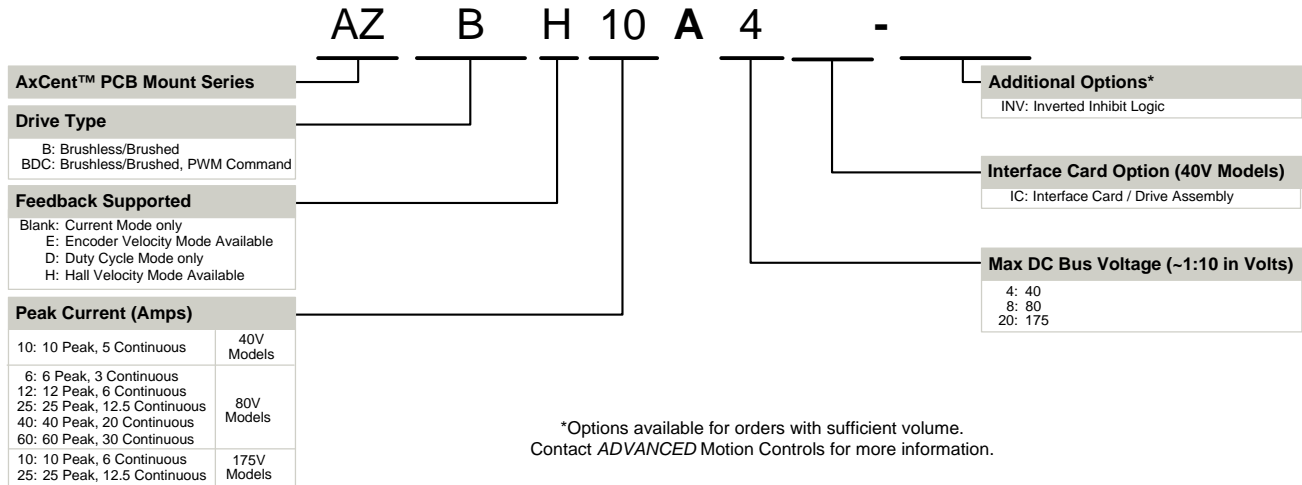 AZ B H 10 A 4 -
AxCent™ PCB Mount Series
Drive Type
B: Brushless/Brushed
BDC: Brushless/Brushed, PWM Command
Feedback Supported
Blank: Current Mode only
E: Encoder Velocity Mode Available
D: Duty Cycle Mode only
H: Hall Velocity Mode Available
Peak Current (Amps)
10: 10 Peak, 5 Continuous
40V
Models
6: 6 Peak, 3 Continuous
12: 12 Peak, 6 Continuous
25: 25 Peak, 12.5 Continuous
40: 40 Peak, 20 Continuous
60: 60 Peak, 30 Continuous
80V
Models
10: 10 Peak, 6 Continuous
25: 25 Peak, 12.5 Continuous
175V
Models
Additional Options*
INV: Inverted Inhibit Logic
Interface Card Option (40V Models)
IC: Interface Card / Drive Assembly
Max DC Bus Voltage (~1:10 in Volts)
4: 40
8: 80
20: 175
*Options available for orders with sufficient volume.
Contact ADVANCED Motion Controls for more information.